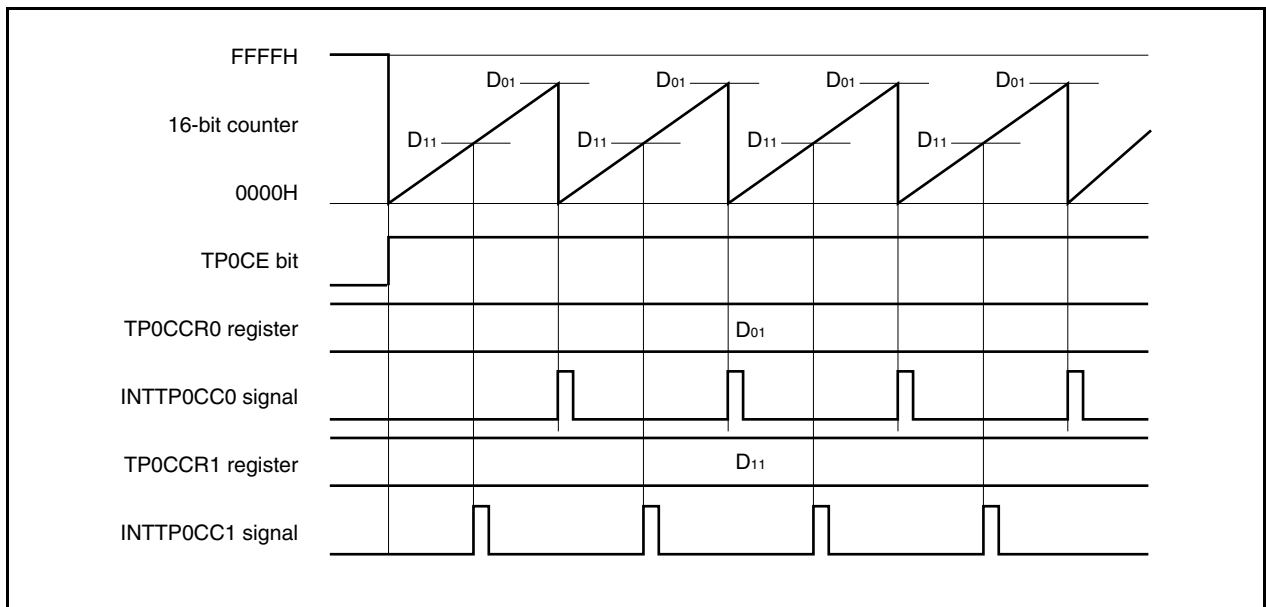 FFFFH
D01 D01 D01 D01
16-bit counter
D11 D11 D11 D11
0000H
TP0CE bit
TP0CCR0 register
D01
INTTP0CC0 signal
TP0CCR1 register
D11
INTTP0CC1 signal